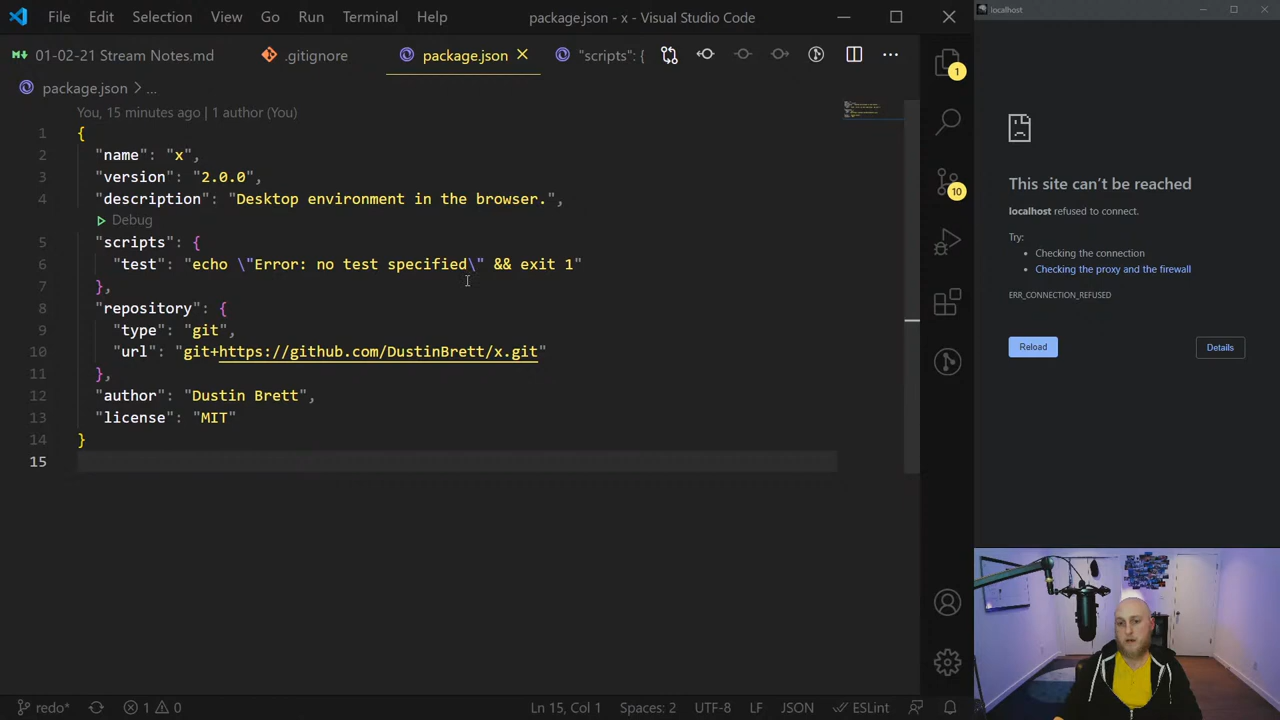 File Edit Selection View Go Run Terminal Help package.json - x - Visual Studio Code
01-02-21 Stream Notes.md .gitignore package.json "scripts": {
package.json > ...
You, 15 minutes ago | 1 author (You)
1 {
2 "name": "x",
3 "version": "2.0.0",
4 "description": "Desktop environment in the browser.",
Debug
5 "scripts": {
6 "test": "echo \"Error: no test specified\" && exit 1"
7 },
8 "repository": {
9 "type": "git",
10 "url": "git+https://github.com/DustinBrett/x.git"
11 },
12 "author": "Dustin Brett",
13 "license": "MIT"
14 }
15
redo* 1 0 Ln 15, Col 1 Spaces: 2 UTF-8 LF JSON ESLint
1
10
localhost
This site can't be reached
localhost refused to connect.
Try:
• Checking the connection
• Checking the proxy and the firewall
ERR_CONNECTION_REFUSED
Reload Details